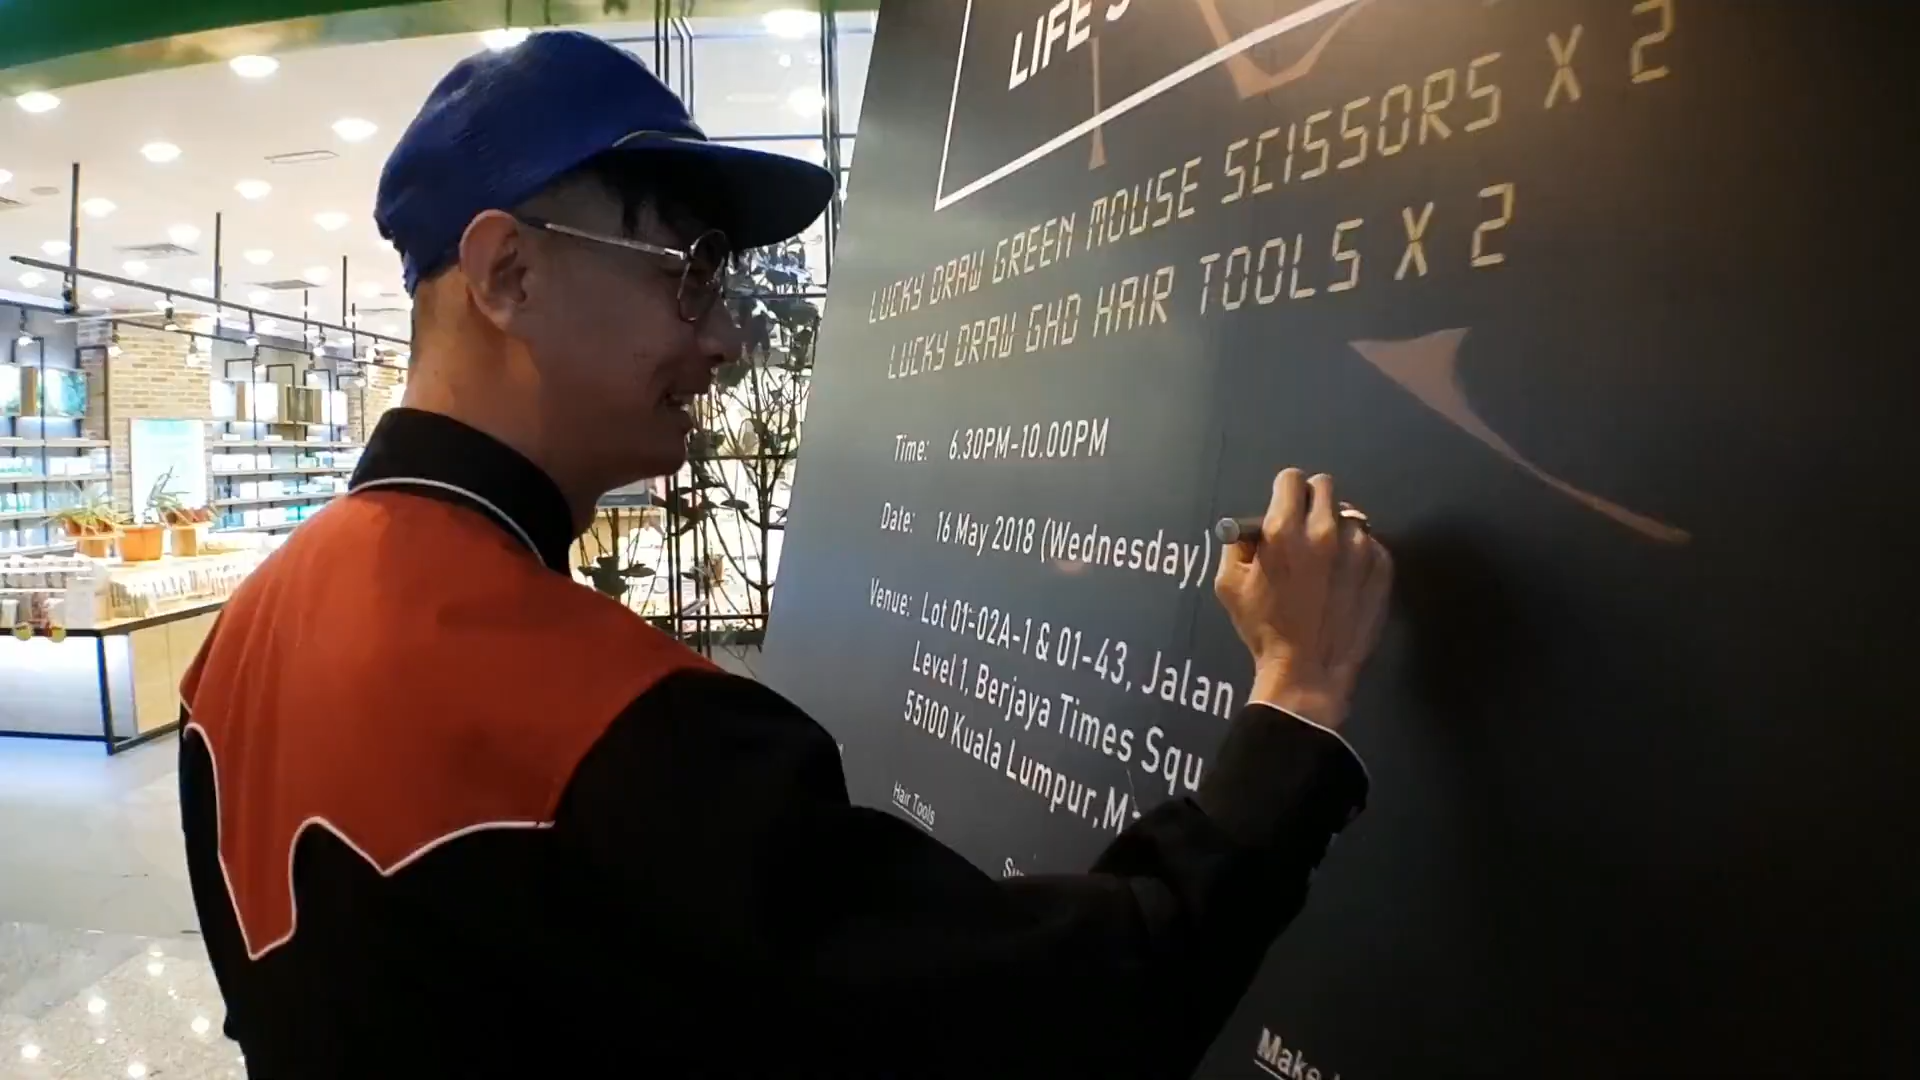 LIFE
LUCKY DRAW GREEN MOUSE SCISSORS X 2
LUCKY DRAW GHD HAIR TOOLS X 2
Time: 6.30PM-10.00PM
Date: 16 May 2018 (Wednesday)
Venue: Lot 01-02A-1 & 01-43, Jalan
Level 1, Berjaya Times Squ
55100 Kuala Lumpur, M
Hair Tools
Make